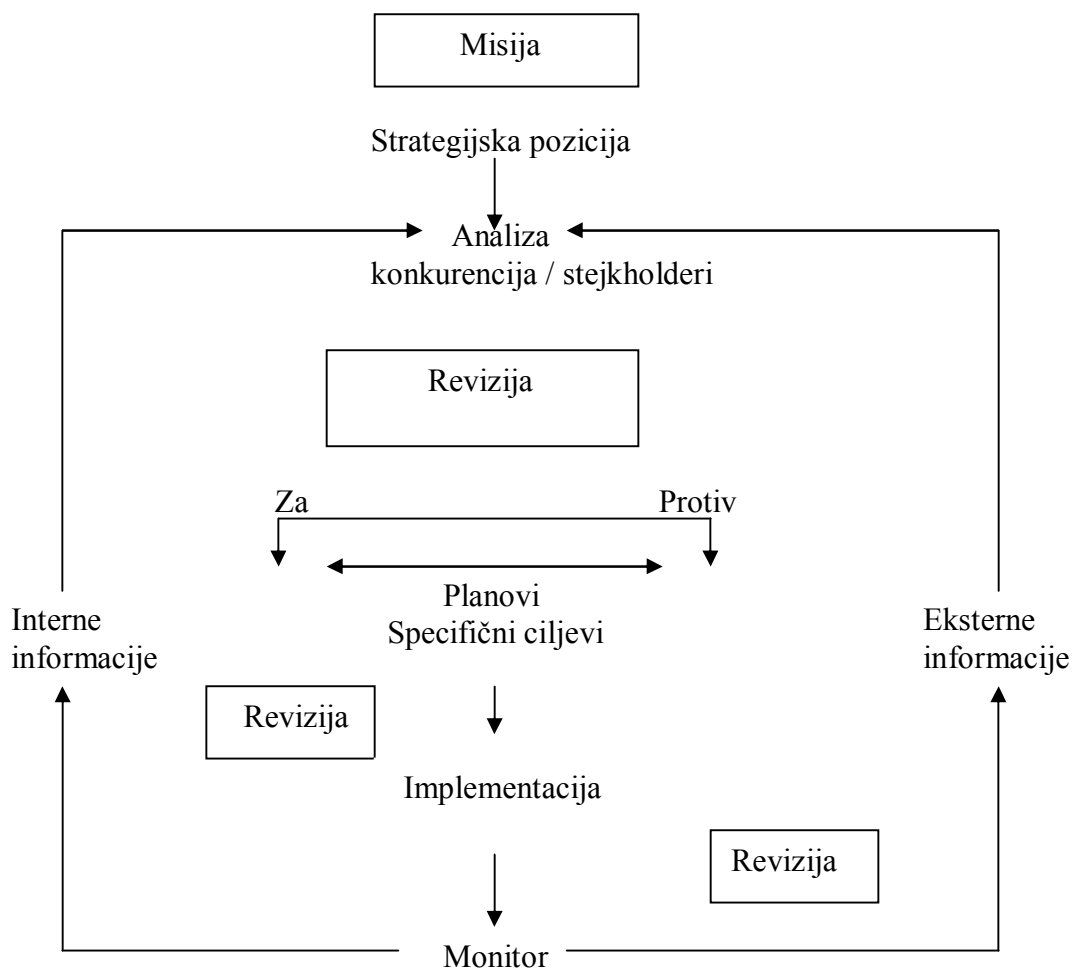 Misija
Strategijska pozicija
Analiza
konkurencija / stejkholderi
Revizija
Za
Protiv
Planovi
Specifični ciljevi
Interne
informacije
Eksterne
informacije
Revizija
Implementacija
Revizija
Monitor